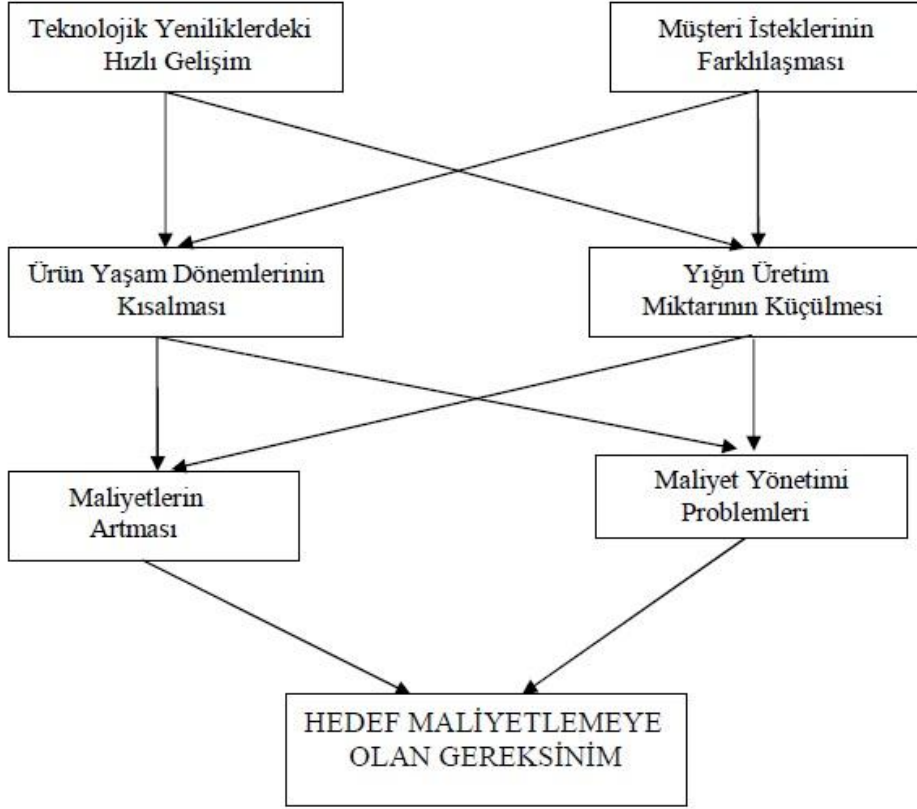 Teknolojik Yeniliklerdeki
Hızlı Gelişim
Müşteri İsteklerinin
Farklılaşması
Ürün Yaşam Dönemlerinin
Kısalması
Yığın Üretim
Miktarının Küçülmesi
Maliyetlerin
Artması
Maliyet Yönetimi
Problemleri
HEDEF MALİYETLEMEYE
OLAN GEREKSİNİM